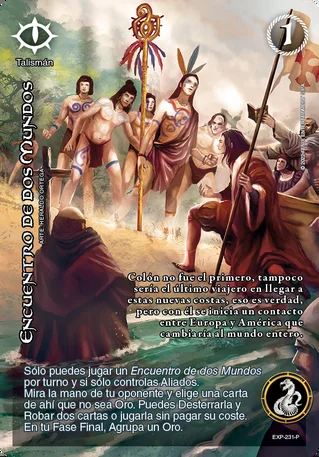 1
Talismán
Encuentro de dos Mundos
Colón no fue el primero, tampoco
sería el último viajero en llegar a
estas nuevas costas, eso es verdad,
pero con él se inicia un contacto
entre Europa y América que
cambiaría al mundo entero.
Sólo puedes jugar un Encuentro de dos Mundos
por turno y si sólo controlas Aliados.
Mira la mano de tu oponente y elige una carta
de ahí que no sea Oro. Puedes Desterrarla y
Robar dos cartas o jugarla sin pagar su coste.
En tu Fase Final, Agrupa un Oro.
EXP-231-P